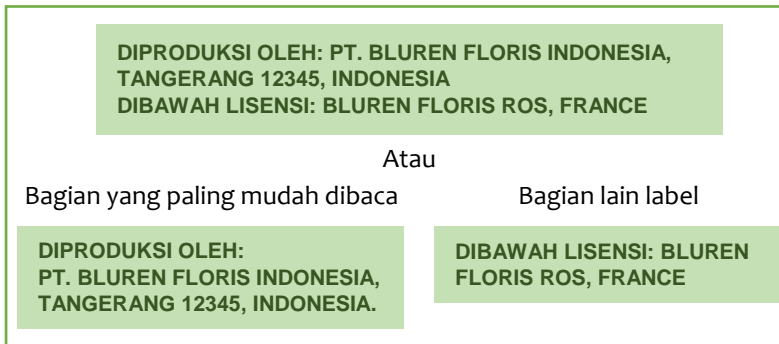 DIPRODUKSI OLEH: PT. BLUREN FLORIS INDONESIA,
TANGERANG 12345, INDONESIA
DIBAWAH LISENSI: BLUREN FLORIS ROS, FRANCE
Atau
Bagian yang paling mudah dibaca
DIPRODUKSI OLEH:
PT. BLUREN FLORIS INDONESIA,
TANGERANG 12345, INDONESIA.
Bagian lain label
DIBAWAH LISENSI: BLUREN
FLORIS ROS, FRANCE